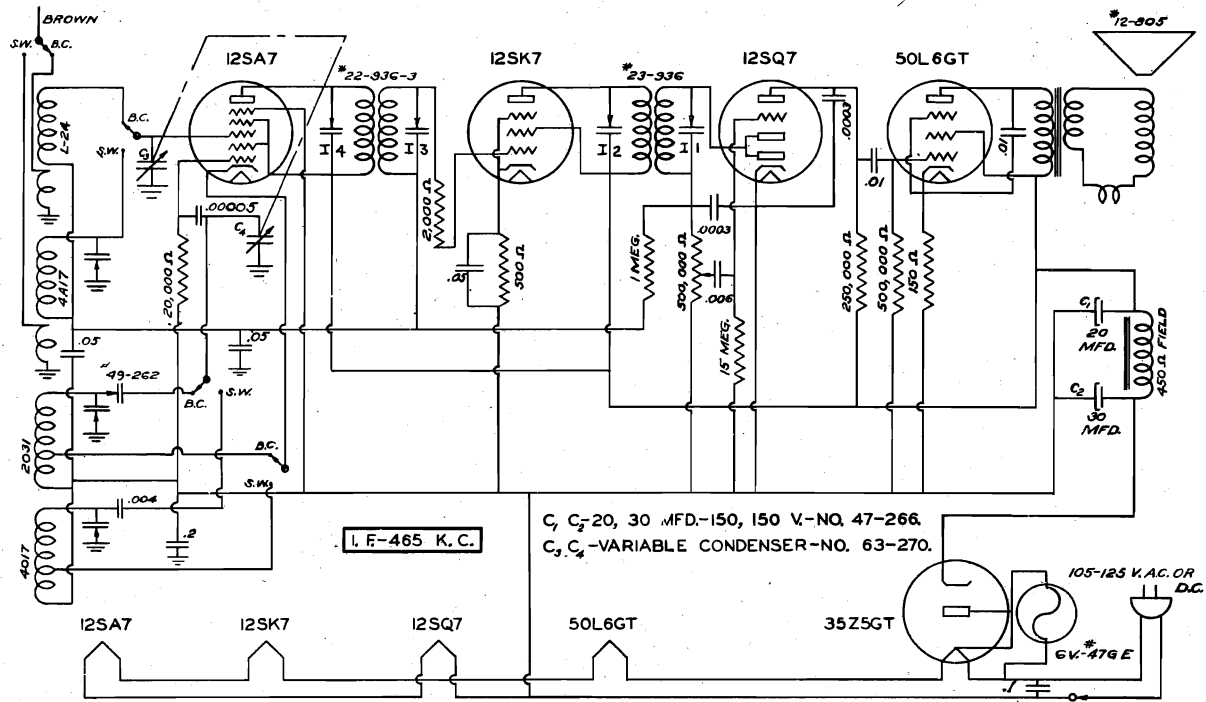 BROWN
S.W.
B.C.
12SA7
#22-936-3
12SK7
#23-936
12SQ7
50L6GT
#12-805
L-24
B.C.
S.W.
C3
I 4
I 3
I 2
I 1
.0003
.01
.01
.00005
C4
2,000 Ω
.05
500 Ω
1 MEG.
.0003
500,000 Ω
.006
15 MEG.
250,000 Ω
500,000 Ω
150 Ω
4A17
20,000 Ω
.05
.05
C1
20
MFD.
450 Ω FIELD
C2
30
MFD.
#49-262
B.C.
S.W.
2031
B.C.
S.W.
.004
4017
.2
I. F.-465 K. C.
C1 C2-20, 30 MFD.-150, 150 V.-NO. 47-266.
C3 C4-VARIABLE CONDENSER-NO. 63-270.
12SA7
12SK7
12SQ7
50L6GT
35Z5GT
105-125 V. A.C. OR
D.C.
6V.-#47GE
.1